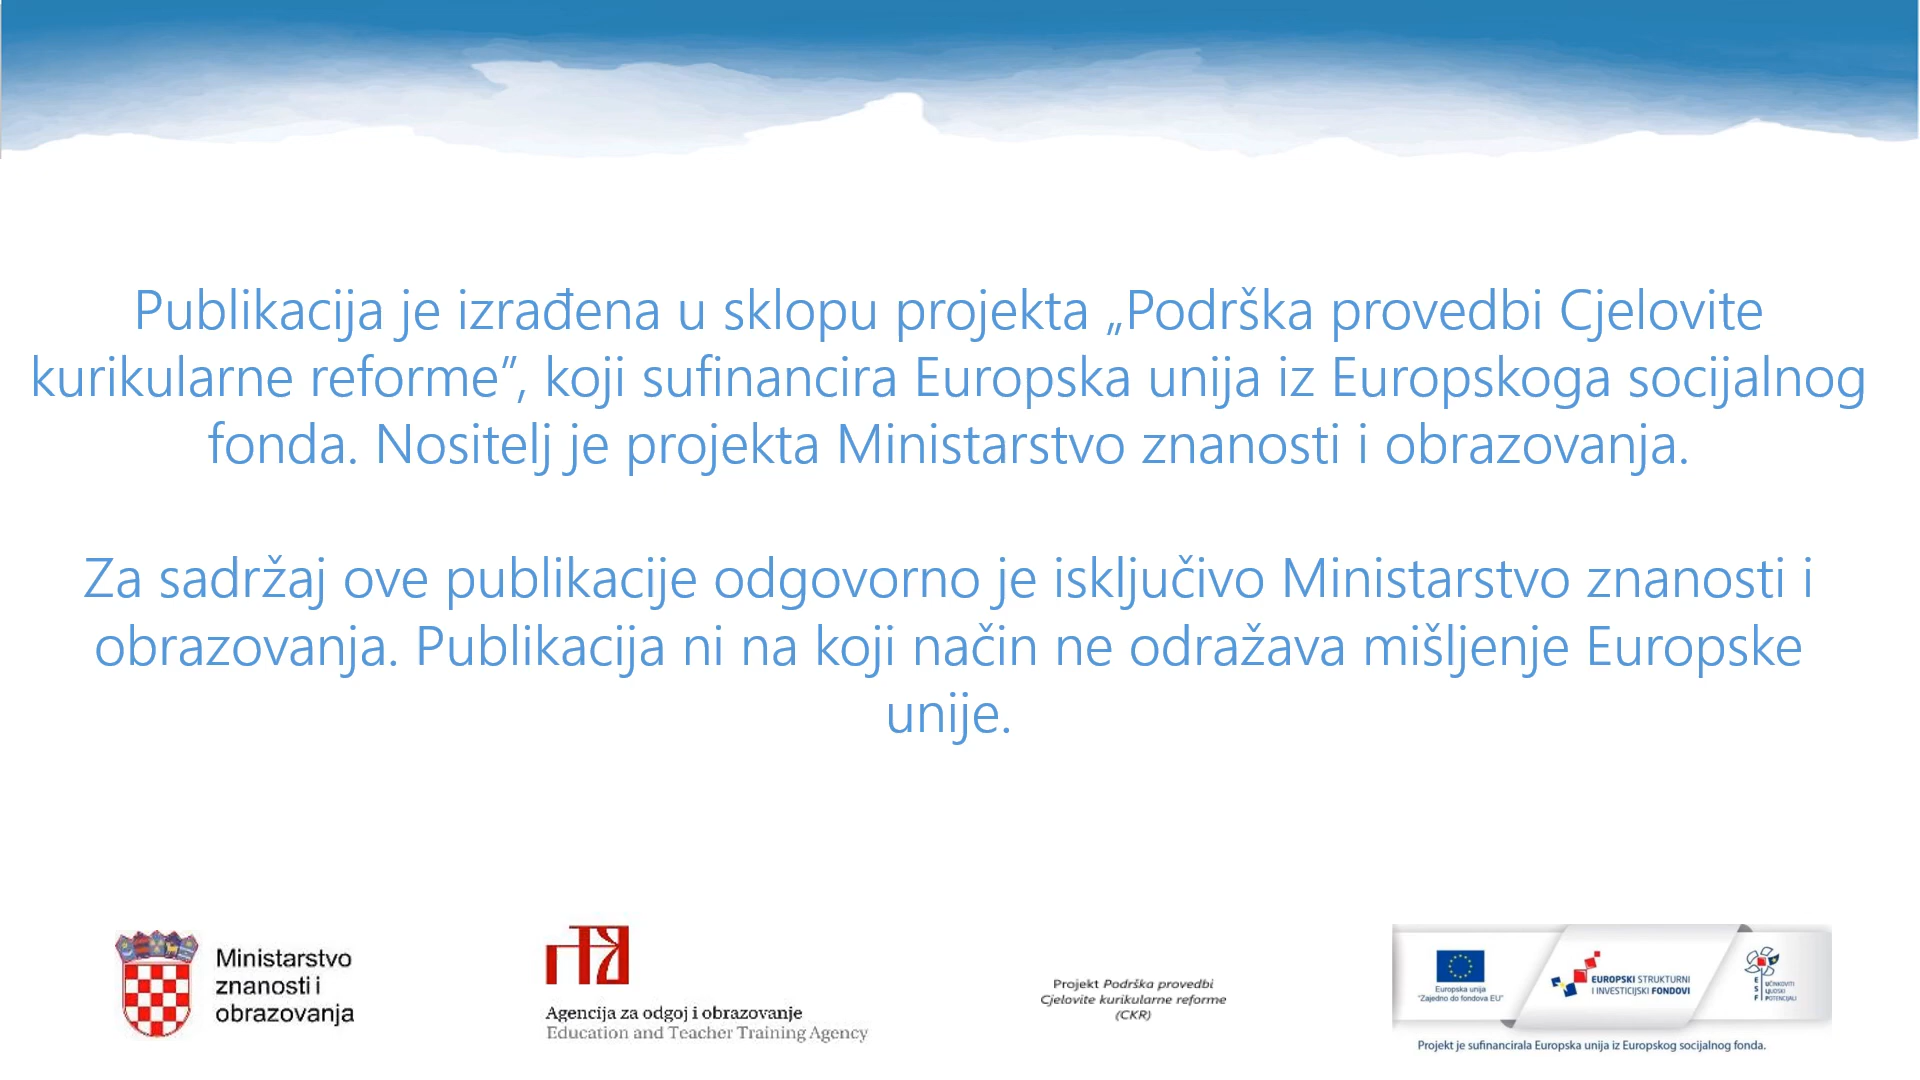 Publikacija je izrađena u sklopu projekta „Podrška provedbi Cjelovite
kurikularne reforme”, koji sufinancira Europska unija iz Europskoga socijalnog
fonda. Nositelj je projekta Ministarstvo znanosti i obrazovanja.
Za sadržaj ove publikacije odgovorno je isključivo Ministarstvo znanosti i
obrazovanja. Publikacija ni na koji način ne odražava mišljenje Europske
unije.
Ministarstvo
znanosti i
obrazovanja
Agencija za odgoj i obrazovanje
Education and Teacher Training Agency
Projekt Podrška provedbi
Cjelovite kurikularne reforme
(CKR)
Europska unija
"Zajedno do fondova EU"
EUROPSKI STRUKTURNI
I INVESTICIJSKI FONDOVI
ESF
UČINKOVITI
LJUDSKI
POTENCIJALI
Projekt je sufinancirala Europska unija iz Europskog socijalnog fonda.